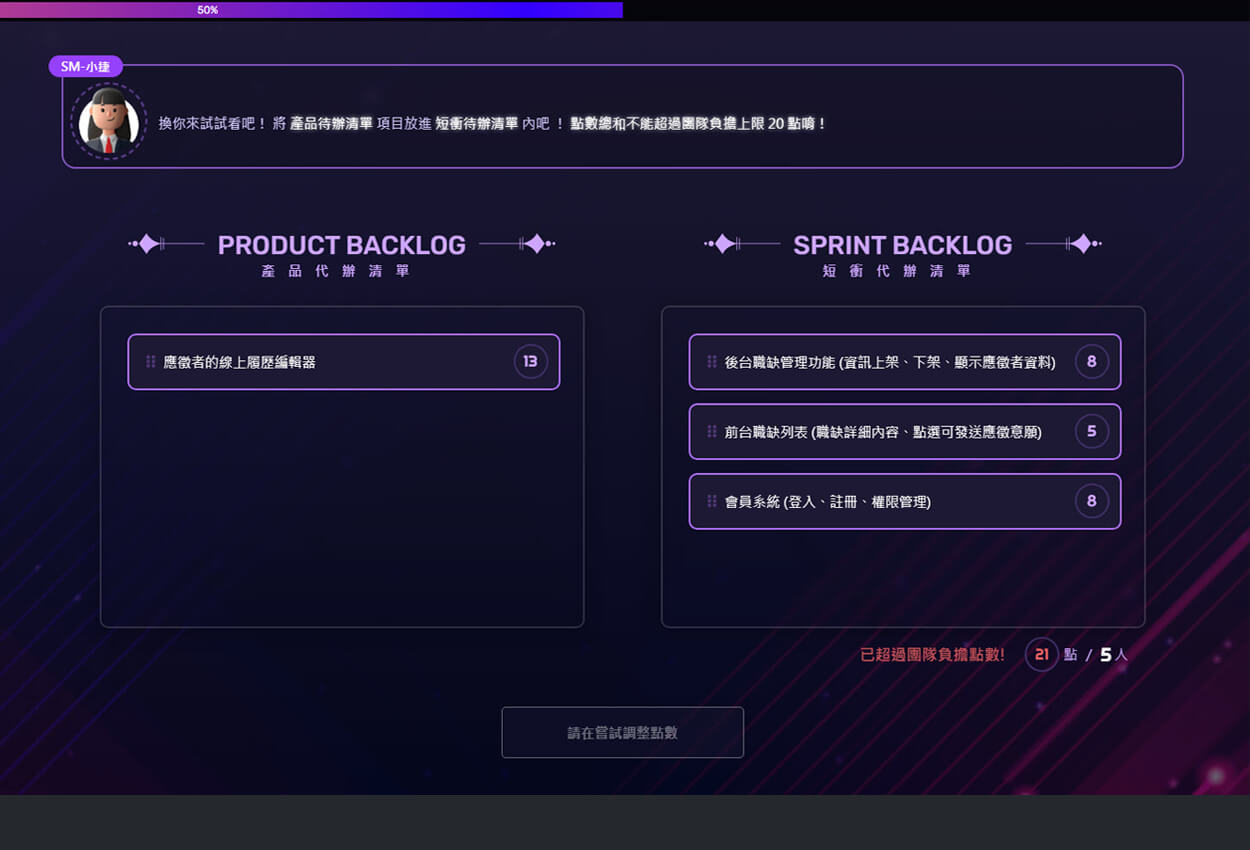 50%
SM-小捷
換你來試試看吧！ 將 產品待辦清單 項目放進 短衝待辦清單 內吧 ！ 點數總和不能超過團隊負擔上限 20 點唷！
PRODUCT BACKLOG
產品代辦清單
應徵者的線上履歷編輯器 13
SPRINT BACKLOG
短衝代辦清單
後台職缺管理功能 (資訊上架、下架、顯示應徵者資料) 8
前台職缺列表 (職缺詳細內容、點選可發送應徵意願) 5
會員系統 (登入、註冊、權限管理) 8
已超過團隊負擔點數! 21 點 / 5 人
請在嘗試調整點數